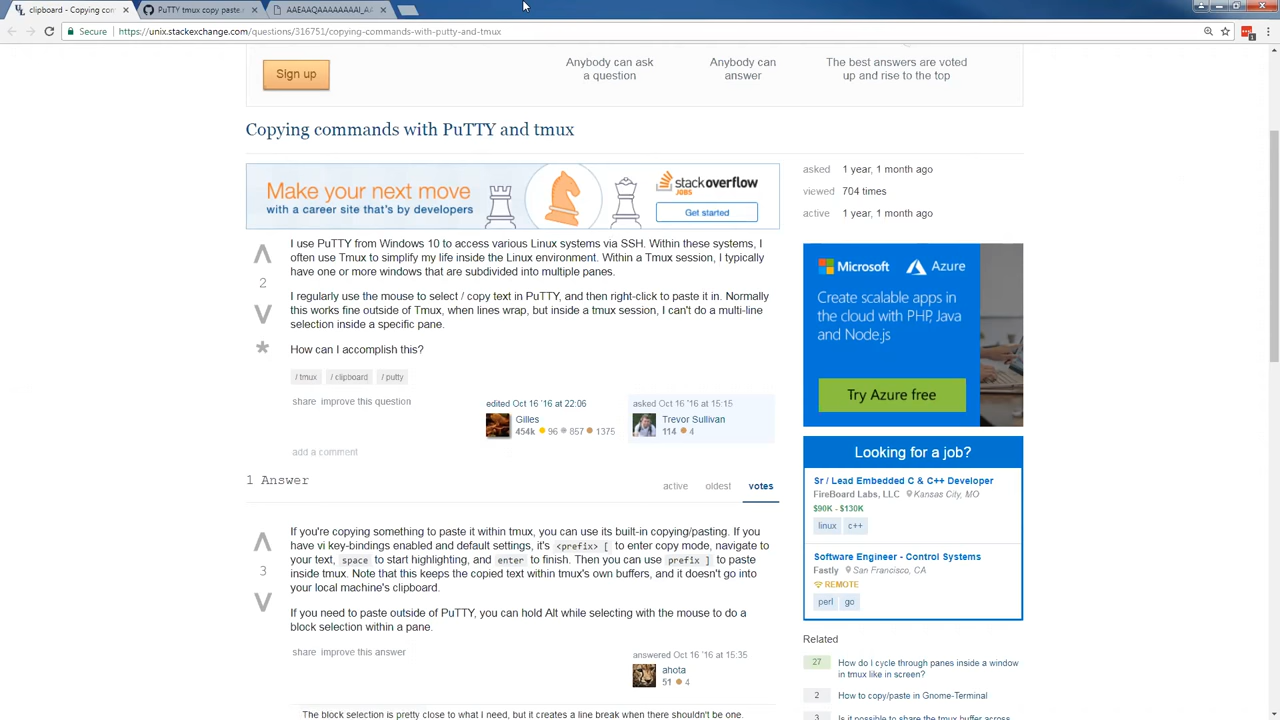 clipboard - Copying con
PuTTY tmux copy paste
AAEAAQAAAAAAAAI_AA
Secure
https://unix.stackexchange.com/questions/316751/copying-commands-with-putty-and-tmux
Sign up
Anybody can ask
a question
Anybody can
answer
The best answers are voted
up and rise to the top
Copying commands with PuTTY and tmux
Make your next move
with a career site that's by developers
stackoverflow
JOBS
Get started
asked 1 year, 1 month ago
viewed 704 times
active 1 year, 1 month ago
2
I use PuTTY from Windows 10 to access various Linux systems via SSH. Within these systems, I
often use Tmux to simplify my life inside the Linux environment. Within a Tmux session, I typically
have one or more windows that are subdivided into multiple panes.
I regularly use the mouse to select / copy text in PuTTY, and then right-click to paste it in. Normally
this works fine outside of Tmux, when lines wrap, but inside a tmux session, I can't do a multi-line
selection inside a specific pane.
How can I accomplish this?
/ tmux / clipboard / putty
share improve this question
edited Oct 16 '16 at 22:06
Gilles
454k 96 857 1375
asked Oct 16 '16 at 15:15
Trevor Sullivan
114 4
add a comment
1 Answer
active oldest votes
3
If you're copying something to paste it within tmux, you can use its built-in copying/pasting. If you
have vi key-bindings enabled and default settings, it's <prefix> [ to enter copy mode, navigate to
your text, space to start highlighting, and enter to finish. Then you can use prefix ] to paste
inside tmux. Note that this keeps the copied text within tmux's own buffers, and it doesn't go into
your local machine's clipboard.
If you need to paste outside of PuTTY, you can hold Alt while selecting with the mouse to do a
block selection within a pane.
share improve this answer
answered Oct 16 '16 at 15:35
ahota
51 4
The block selection is pretty close to what I need, but it creates a line break when there shouldn't be one.
Microsoft Azure
Create scalable apps in
the cloud with PHP, Java
and Node.js
Try Azure free
Looking for a job?
Sr / Lead Embedded C & C++ Developer
FireBoard Labs, LLC Kansas City, MO
$90K - $130K
linux c++
Software Engineer - Control Systems
Fastly San Francisco, CA
REMOTE
perl go
Related
27 How do I cycle through panes inside a window
in tmux like in screen?
2 How to copy/paste in Gnome-Terminal
3 Is it possible to share the tmux buffer across